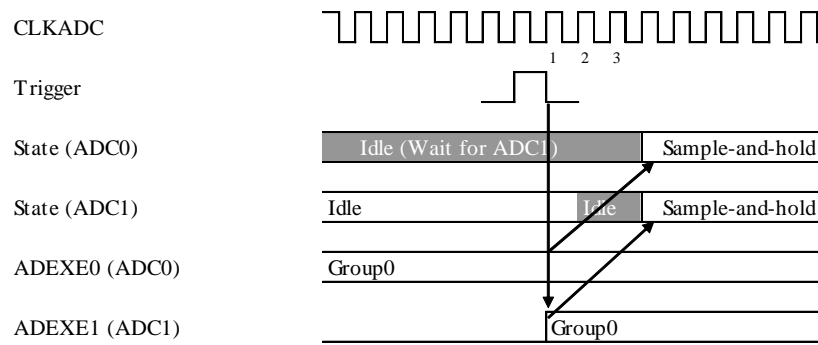 CLKADC
1 2 3
Trigger
State (ADC0) Idle (Wait for ADC1) Sample-and-hold
State (ADC1) Idle Idle Sample-and-hold
ADEXE0 (ADC0) Group0
ADEXE1 (ADC1) Group0